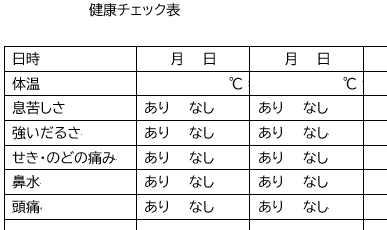 健康チェック表
日時 月 日 月 日
体温 ℃ ℃
息苦しさ あり なし あり なし
強いだるさ あり なし あり なし
せき・のどの痛み あり なし あり なし
鼻水 あり なし あり なし
頭痛 あり なし あり なし